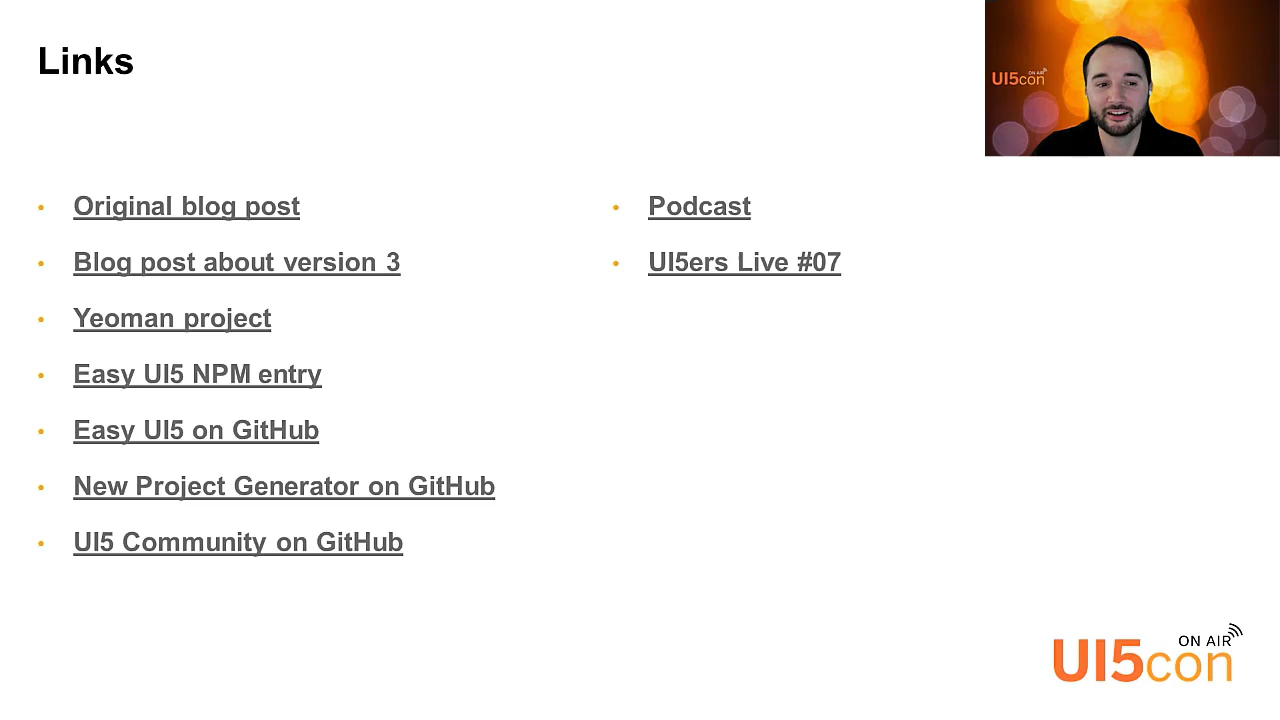 Links
ON AIR
UI5con
Original blog post
Blog post about version 3
Yeoman project
Easy UI5 NPM entry
Easy UI5 on GitHub
New Project Generator on GitHub
UI5 Community on GitHub
Podcast
UI5ers Live #07
ON AIR
UI5con